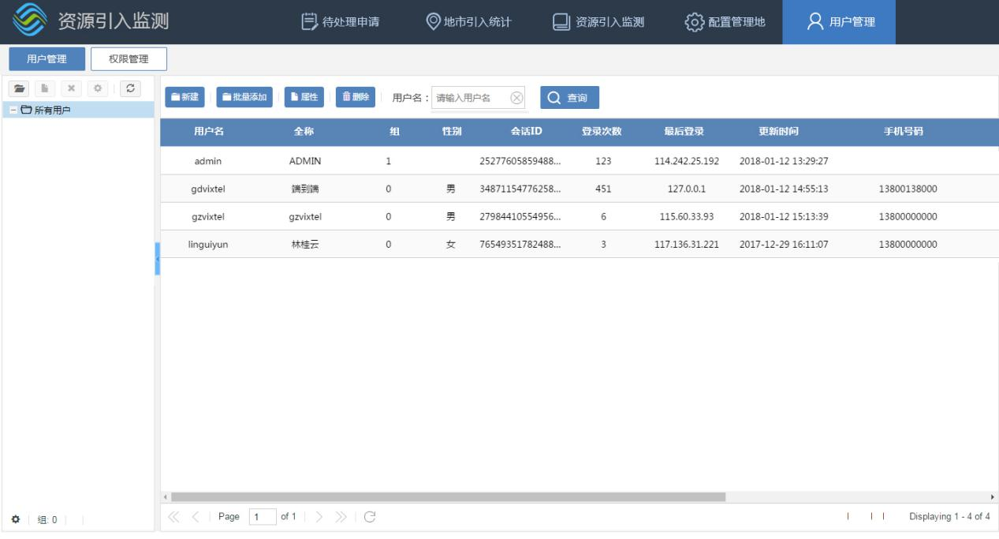 资源引入监测 待处理申请 地市引入统计 资源引入监测 配置管理地 用户管理
用户管理 权限管理
新建 批量添加 属性 删除 用户名： 请输入用户名 查询
所有用户
用户名 全称 组 性别 会话ID 登录次数 最后登录 更新时间 手机号码
admin ADMIN 1 25277605859488... 123 114.242.25.192 2018-01-12 13:29:27
gdvixtel 端到端 0 男 34871154776258... 451 127.0.0.1 2018-01-12 14:55:13 13800138000
gzvixtel gzvixtel 0 男 27984410554956... 6 115.60.33.93 2018-01-12 15:13:39 13800000000
linguiyun 林桂云 0 女 76549351782488... 3 117.136.31.221 2017-12-29 16:11:07 13800000000
组: 0 Page 1 of 1 Displaying 1 - 4 of 4